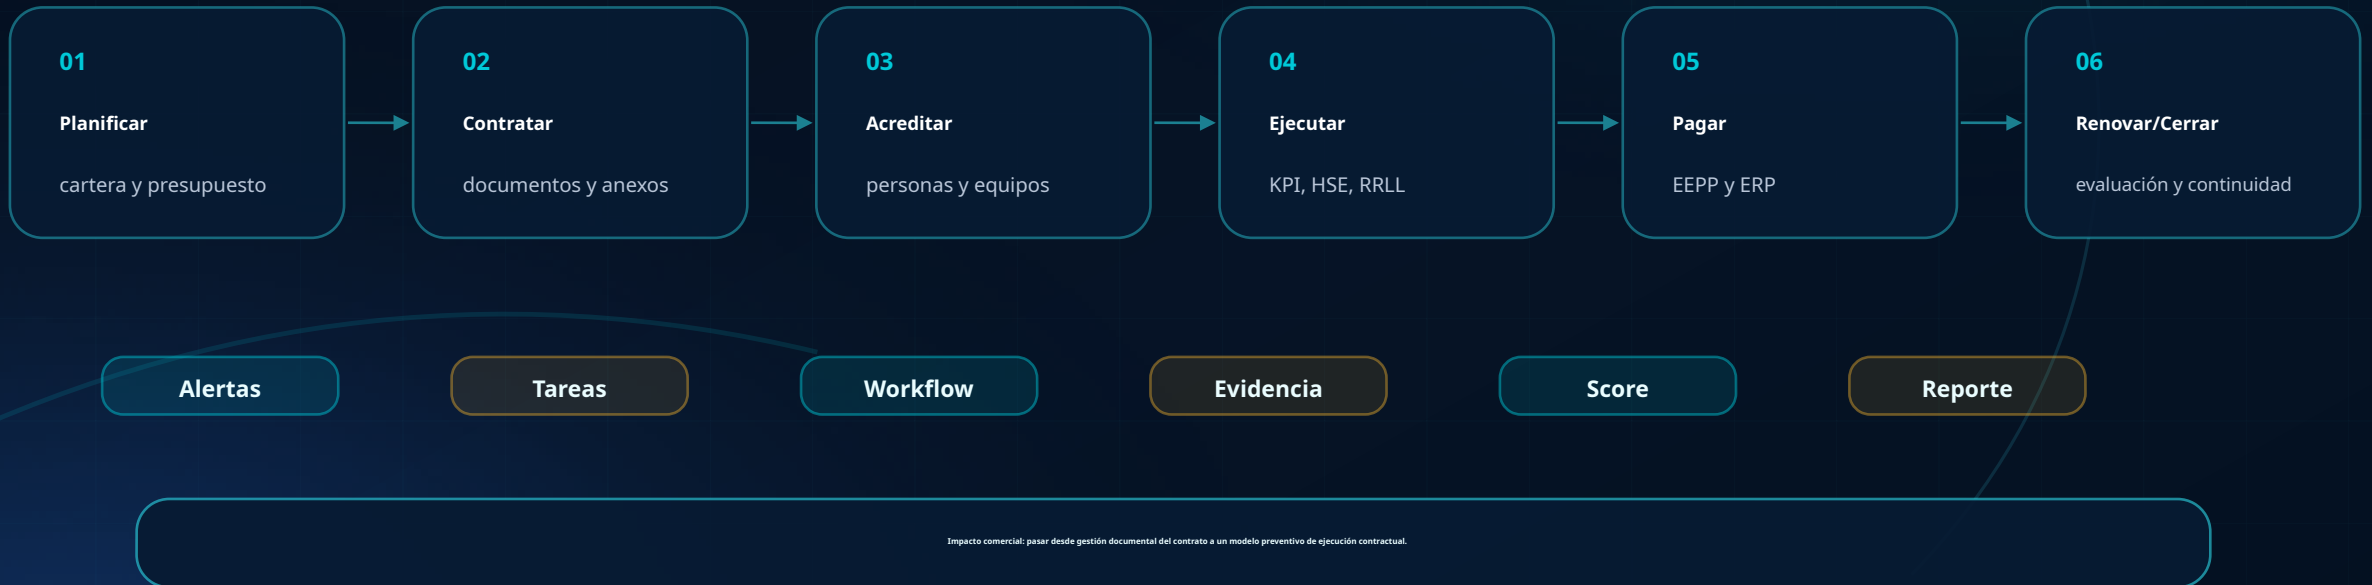 01
Planificar
cartera y presupuesto
02
Contratar
documentos y anexos
03
Acreditar
personas y equipos
04
Ejecutar
KPI, HSE, RRLL
05
Pagar
EEPP y ERP
06
Renovar/Cerrar
evaluación y continuidad
Alertas
Tareas
Workflow
Evidencia
Score
Reporte
Impacto comercial: pasar desde gestión documental del contrato a un modelo preventivo de ejecución contractual.